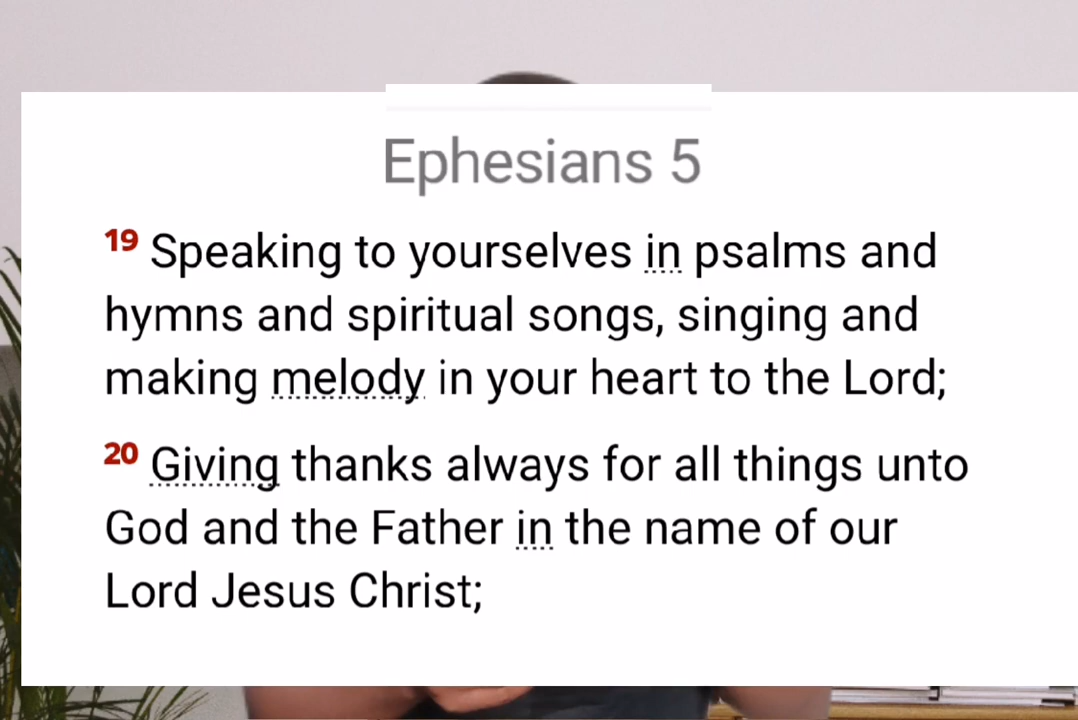 Ephesians 5
19 Speaking to yourselves in psalms and
hymns and spiritual songs, singing and
making melody in your heart to the Lord;
20 Giving thanks always for all things unto
God and the Father in the name of our
Lord Jesus Christ;